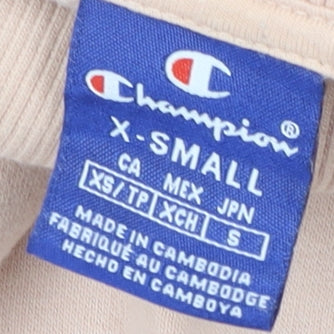 Champion®
X-SMALL
CA MEX JPN
XS/TP XCH S
MADE IN CAMBODIA
FABRIQUÉ AU CAMBODGE
HECHO EN CAMBOYA